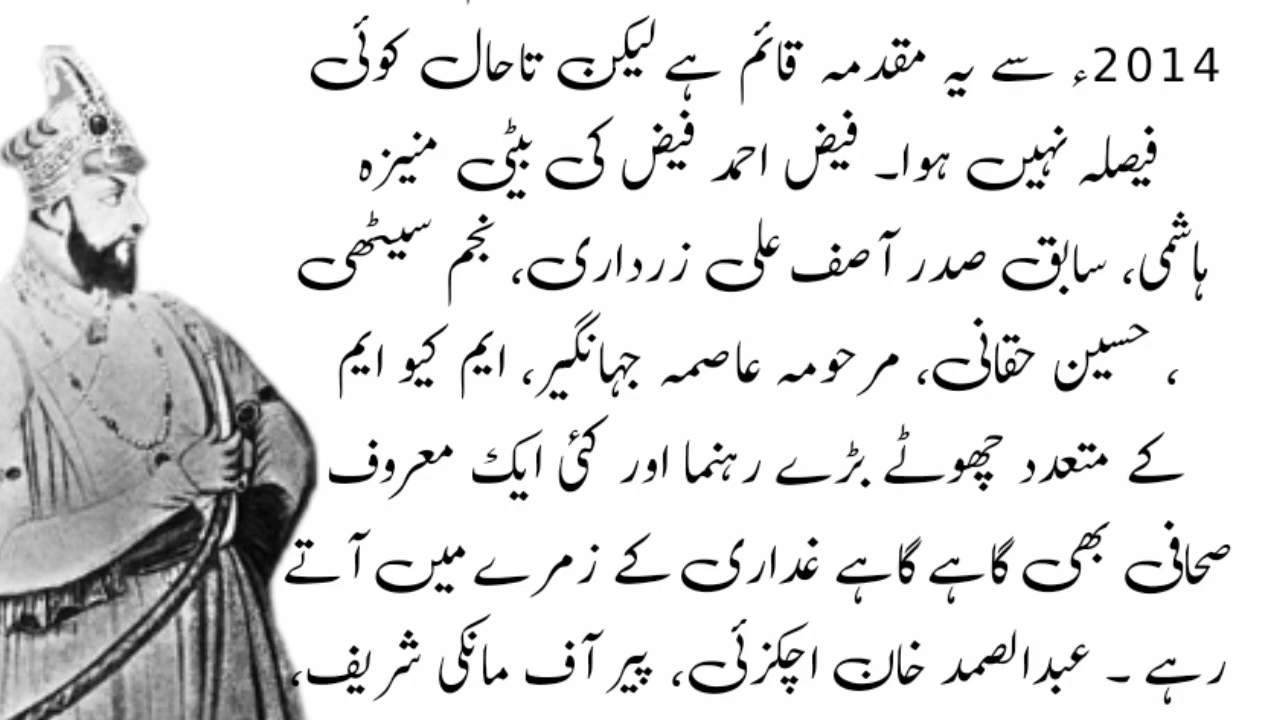 2014ء سے یہ مقدمہ قائم ہے لیکن تاحال کوئی
فیصلہ نہیں ہوا۔ فیض احمد فیض کی بیٹی منیزہ
ہاشمی، سابق صدر آصف علی زرداری، نجم سیٹھی
، حسین حقانی، مرحومہ عاصمہ جہانگیر، ایم کیو ایم
کے متعدد چھوٹے بڑے رہنما اور کئی ایک معروف
صحافی بھی گاہے گاہے غداری کے زمرے میں آتے
رہے ۔ عبدالصمد خان اچکزئی، پیر آف مانکی شریف،